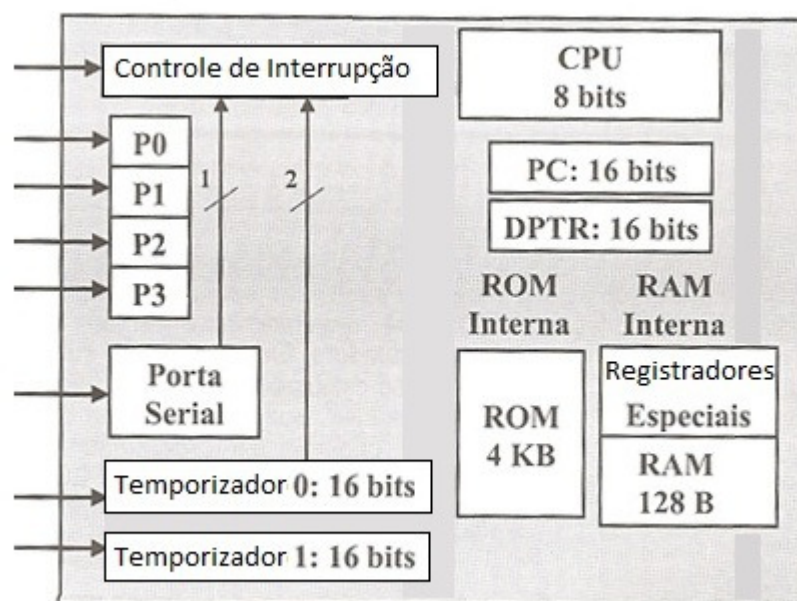 Controle de Interrupção
P0
P1
P2
P3
1
2
Porta
Serial
Temporizador 0: 16 bits
Temporizador 1: 16 bits
CPU
8 bits
PC: 16 bits
DPTR: 16 bits
ROM
Interna
RAM
Interna
ROM
4 KB
Registradores
Especiais
RAM
128 B